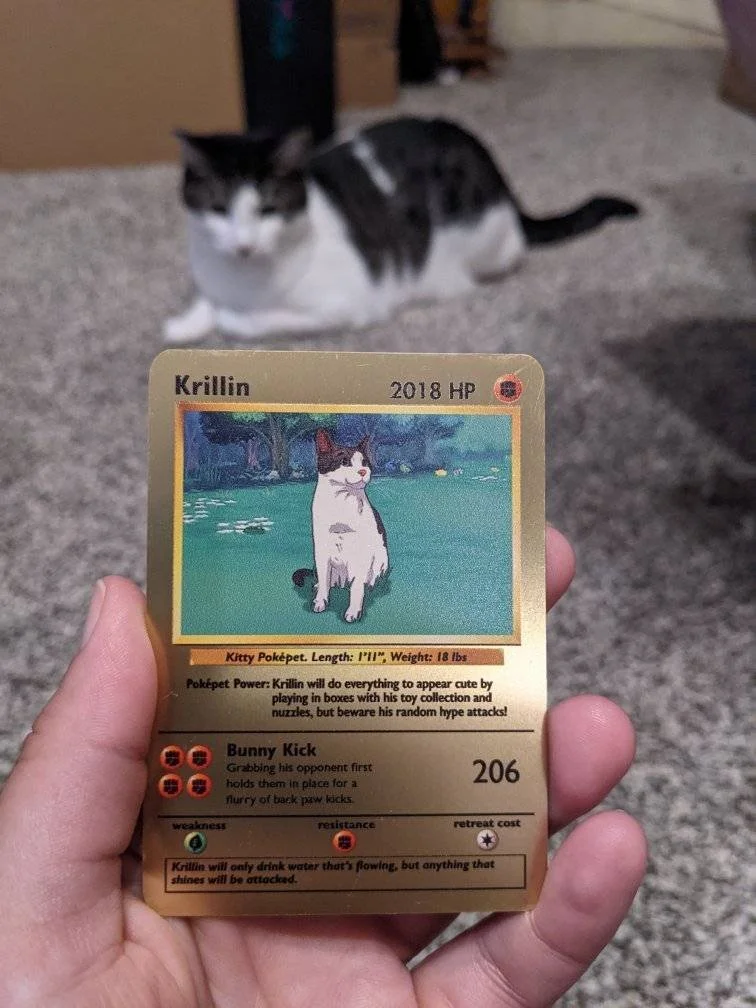 Krillin
2018 HP
Kitty Poképet. Length: 1'11", Weight: 18 lbs
Poképet Power: Krillin will do everything to appear cute by
playing in boxes with his toy collection and
nuzzles, but beware his random hype attacks!
Bunny Kick
Grabbing his opponent first
holds them in place for a
flurry of back paw kicks.
206
weakness
resistance
retreat cost
Krillin will only drink water that's flowing, but anything that
shines will be attacked.